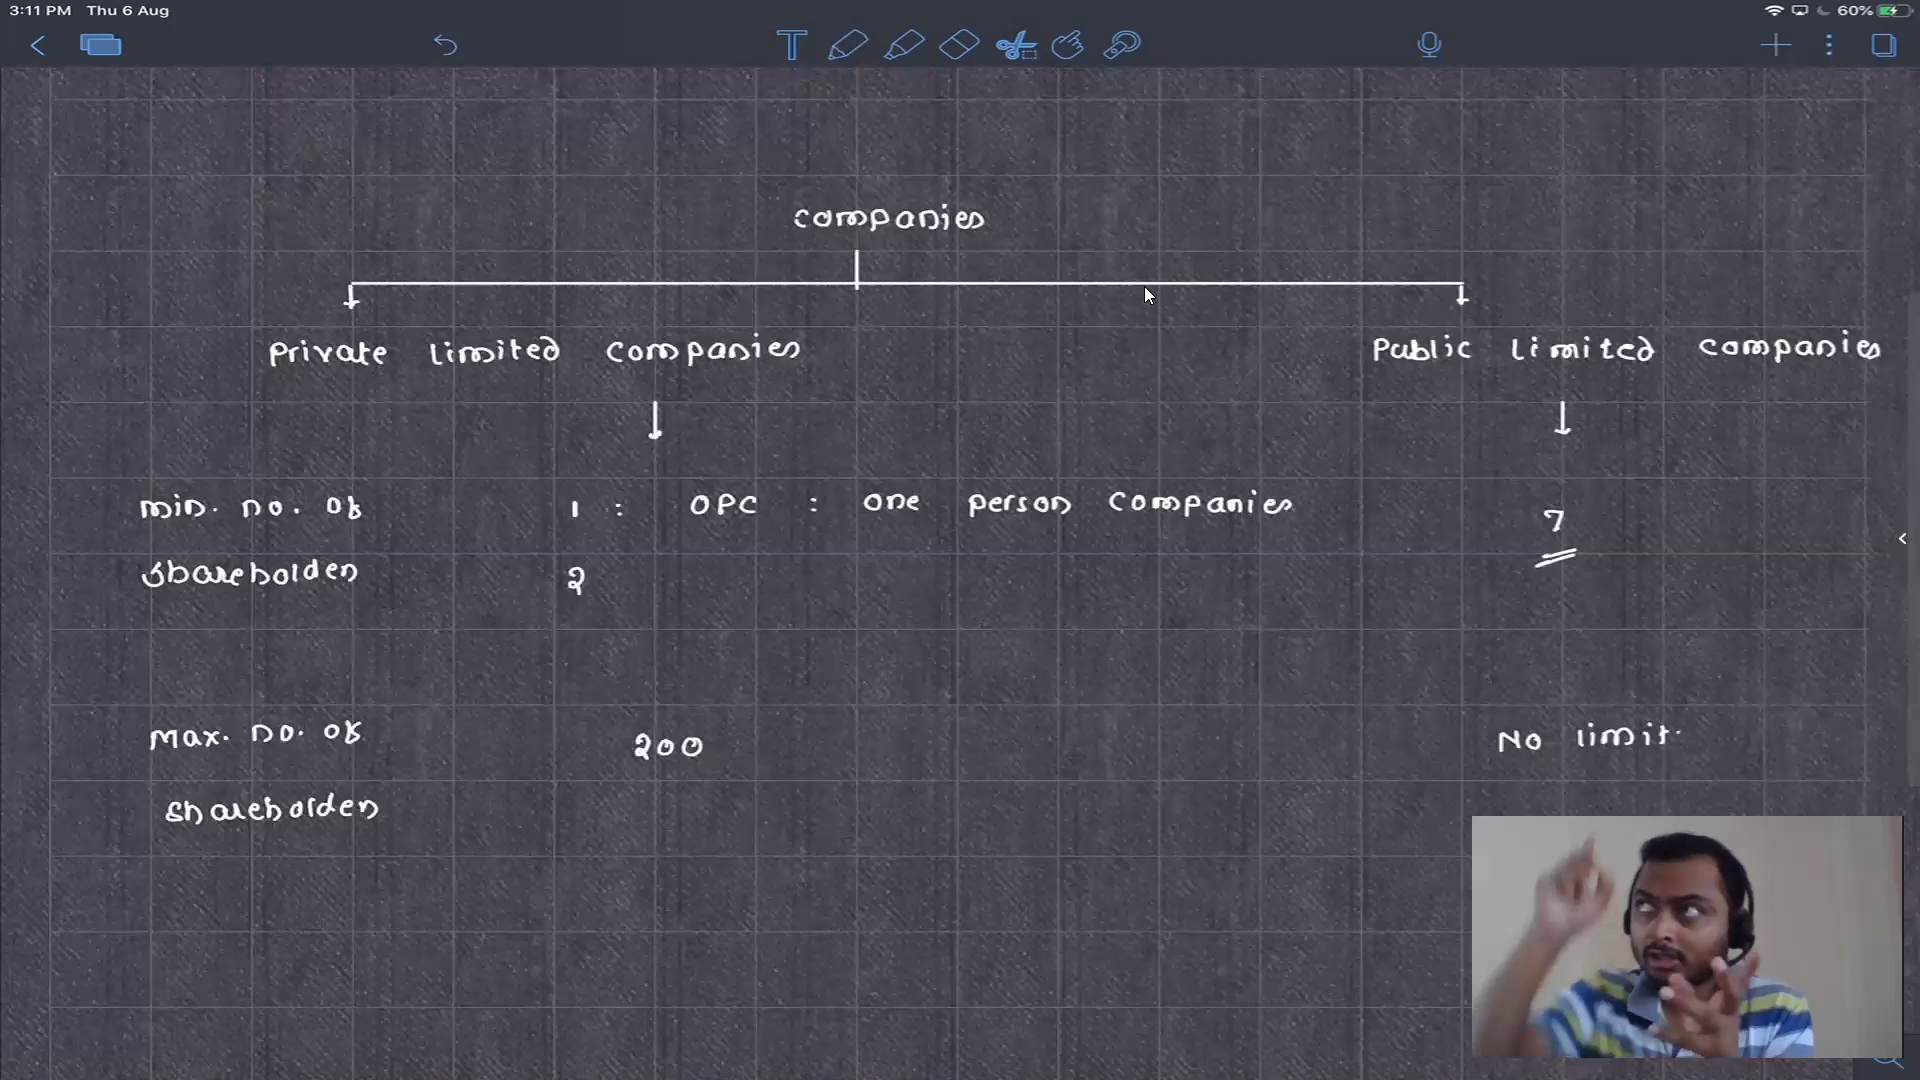 3:11 PM Thu 6 Aug
60%
companies
Private limited companies
Public limited companies
min. no. of
1 : OPC : one person companies
7
shareholders
2
Max. no. of
200
No limit.
shareholders